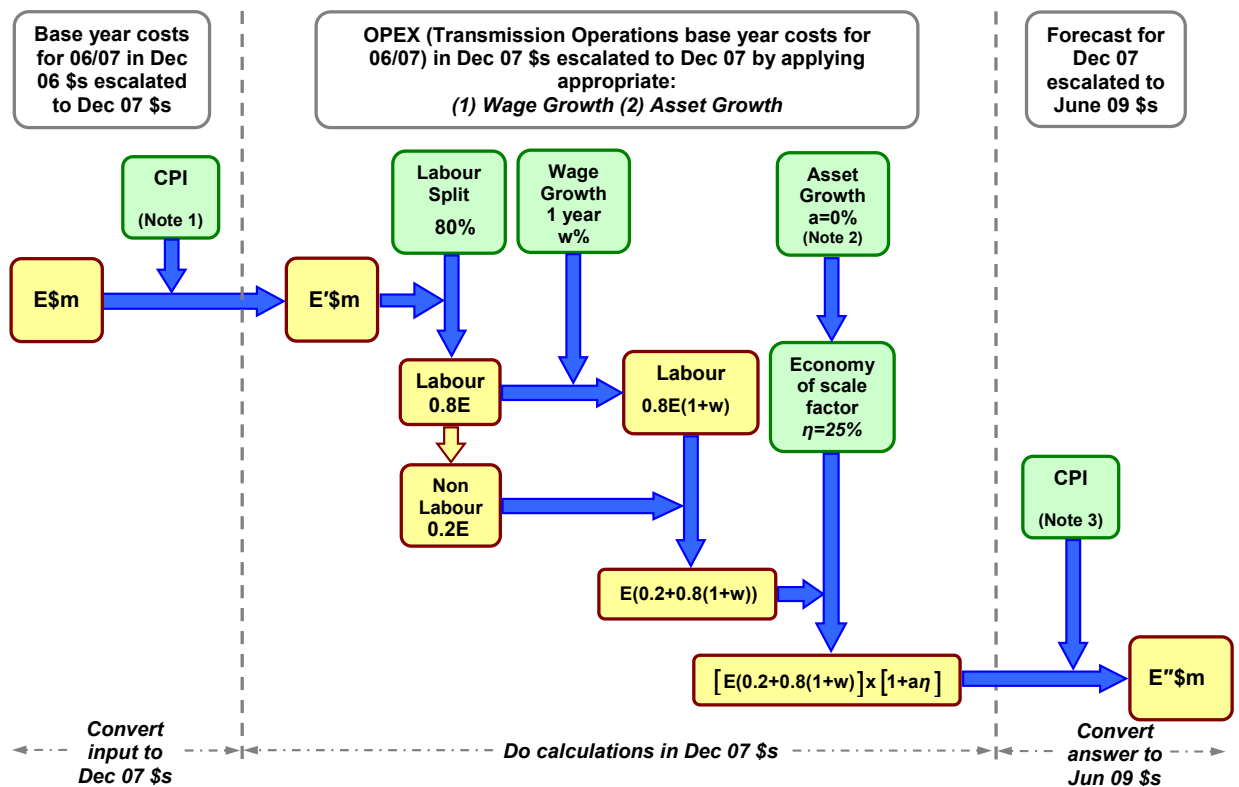 Base year costs
for 06/07 in Dec
06 $s escalated
to Dec 07 $s
OPEX (Transmission Operations base year costs for
06/07) in Dec 07 $s escalated to Dec 07 by applying
appropriate:
(1) Wage Growth (2) Asset Growth
Forecast for
Dec 07
escalated to
June 09 $s
CPI
(Note 1)
Labour
Split
80%
Wage
Growth
1 year
w%
Asset
Growth
a=0%
(Note 2)
E$m
E′$m
Labour
0.8E
Labour
0.8E(1+w)
Economy
of scale
factor
η=25%
Non
Labour
0.2E
CPI
(Note 3)
E(0.2+0.8(1+w))
[E(0.2+0.8(1+w)]x[1+aη]
E″$m
Convert
input to
Dec 07 $s
Do calculations in Dec 07 $s
Convert
answer to
Jun 09 $s